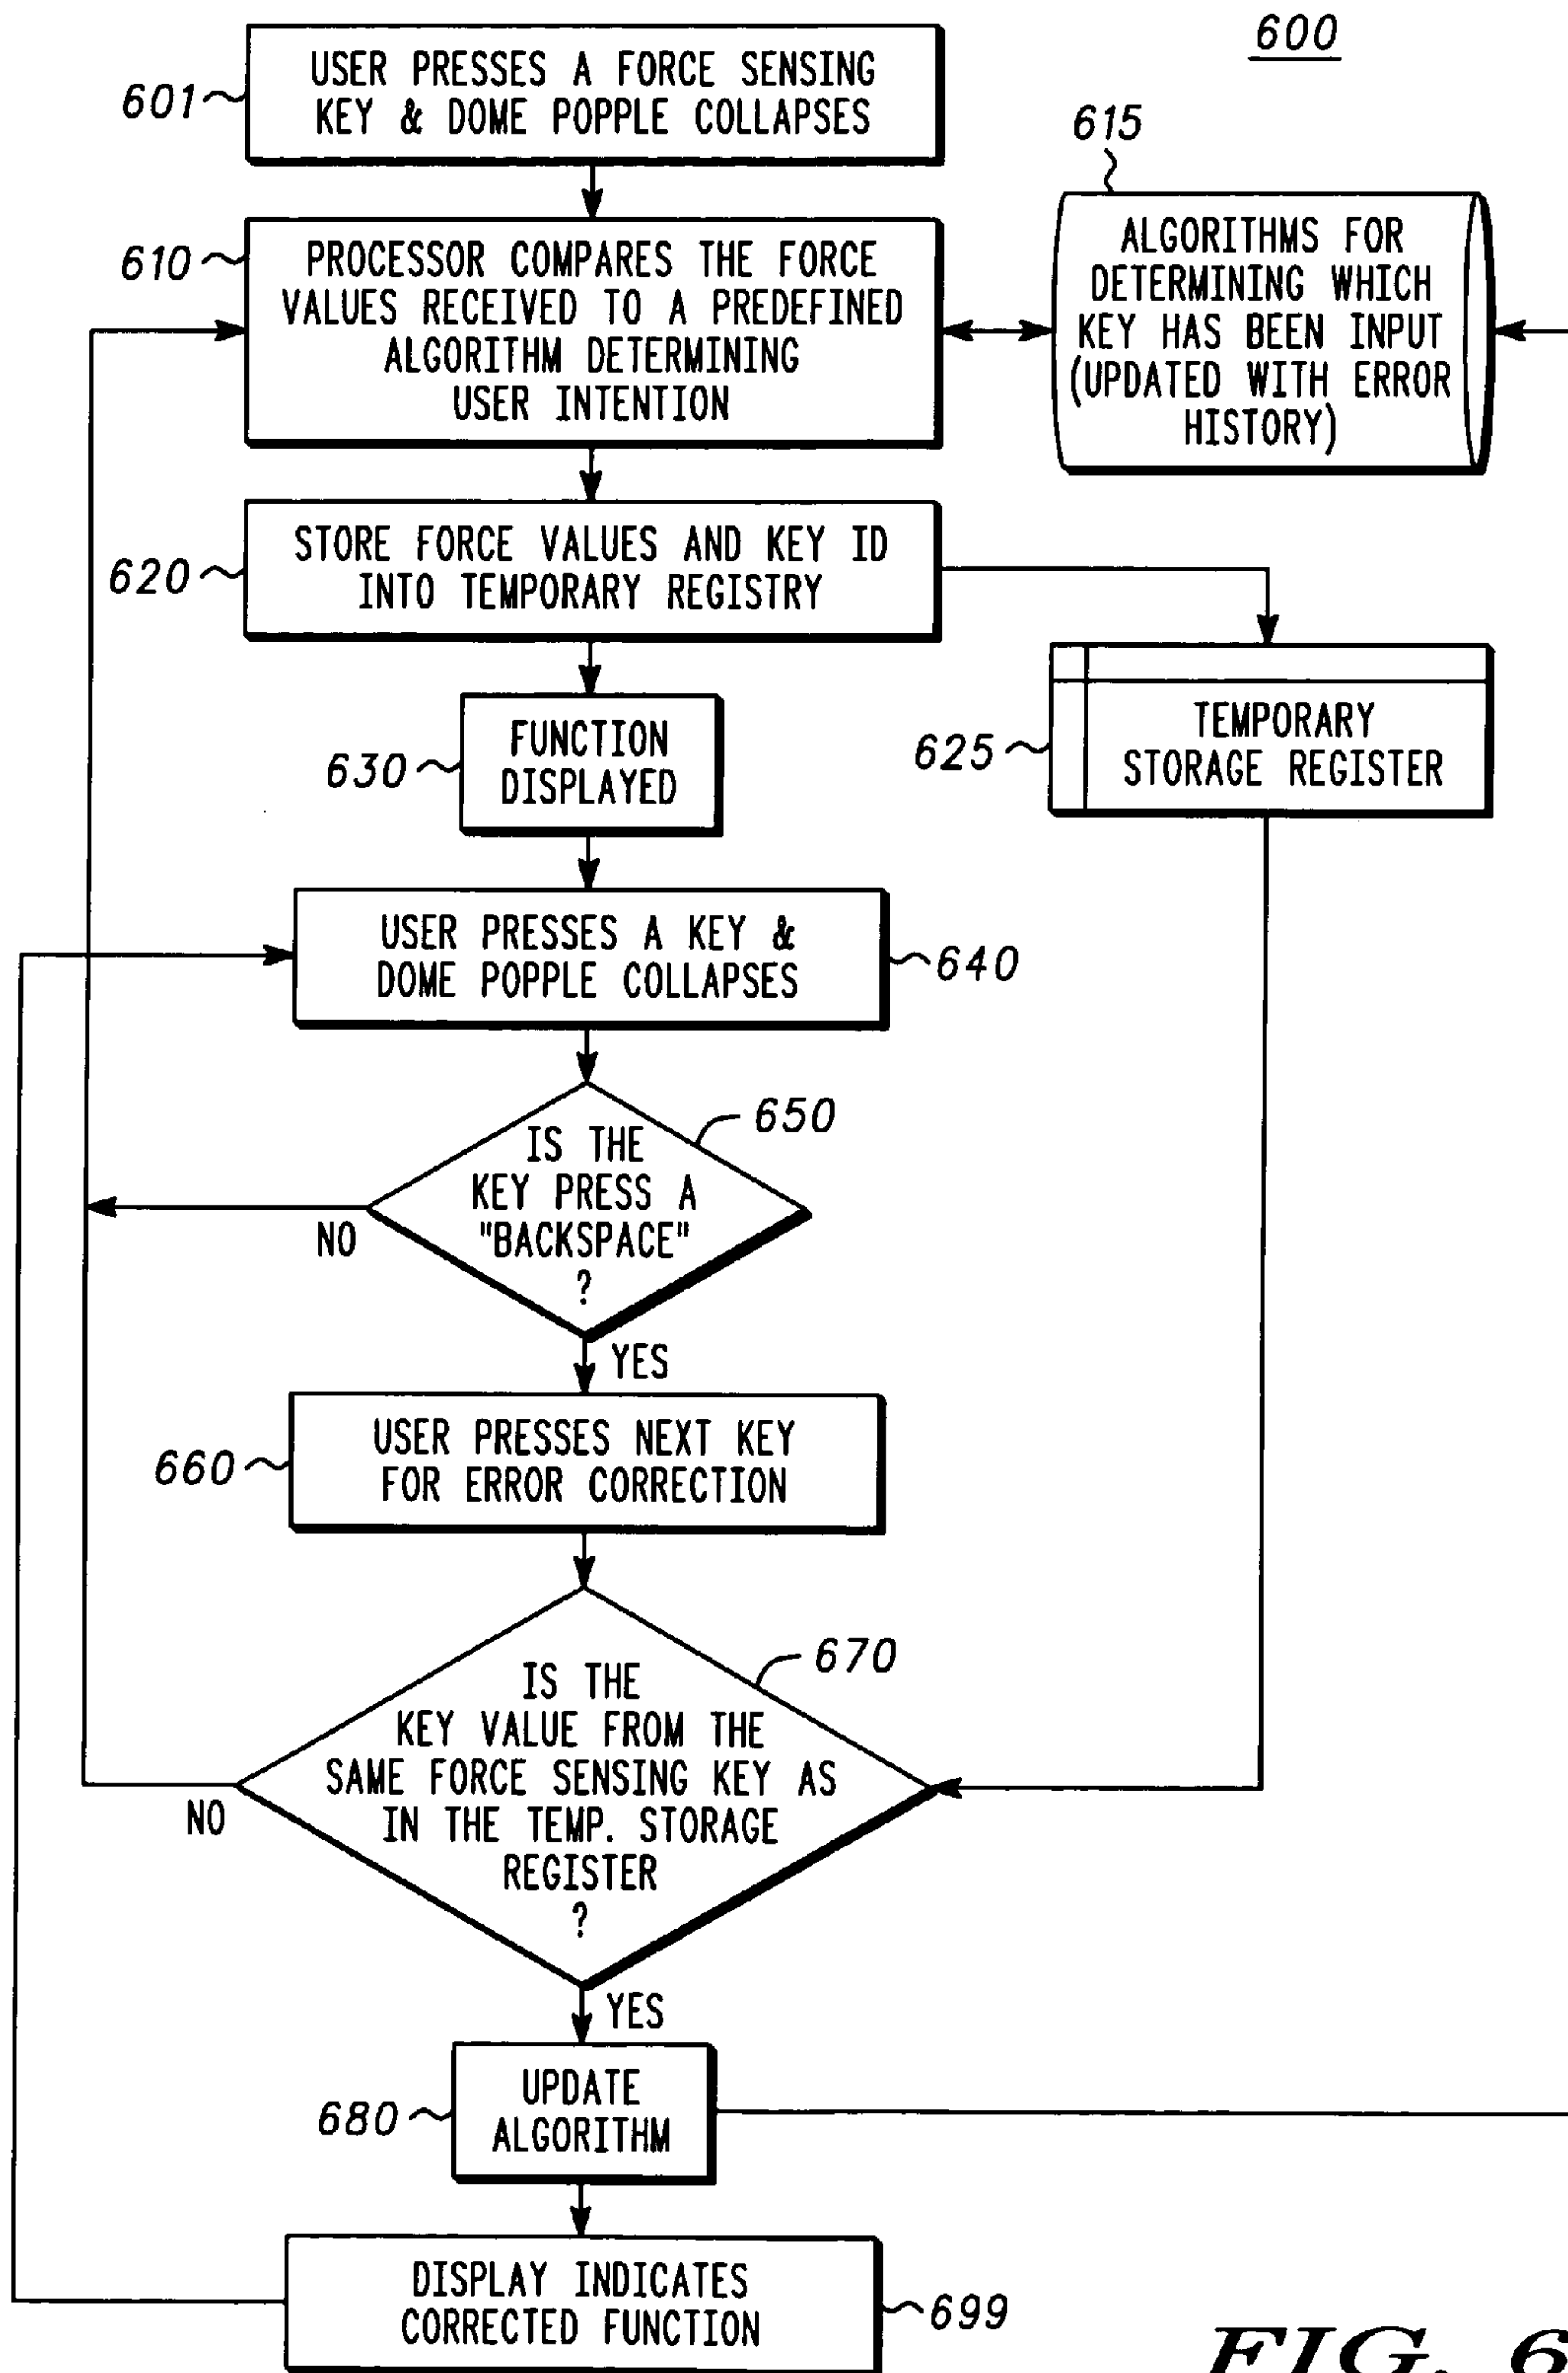 600
601
USER PRESSES A FORCE SENSING
KEY & DOME POPPLE COLLAPSES
615
610
PROCESSOR COMPARES THE FORCE
VALUES RECEIVED TO A PREDEFINED
ALGORITHM DETERMINING
USER INTENTION
ALGORITHMS FOR
DETERMINING WHICH
KEY HAS BEEN INPUT
(UPDATED WITH ERROR
HISTORY)
620
STORE FORCE VALUES AND KEY ID
INTO TEMPORARY REGISTRY
630
FUNCTION
DISPLAYED
625
TEMPORARY
STORAGE REGISTER
USER PRESSES A KEY &
DOME POPPLE COLLAPSES
640
650
IS THE
KEY PRESS A
"BACKSPACE"
?
NO
YES
660
USER PRESSES NEXT KEY
FOR ERROR CORRECTION
670
IS THE
KEY VALUE FROM THE
SAME FORCE SENSING KEY AS
IN THE TEMP. STORAGE
REGISTER
?
NO
YES
680
UPDATE
ALGORITHM
DISPLAY INDICATES
CORRECTED FUNCTION
699
FIG. 6